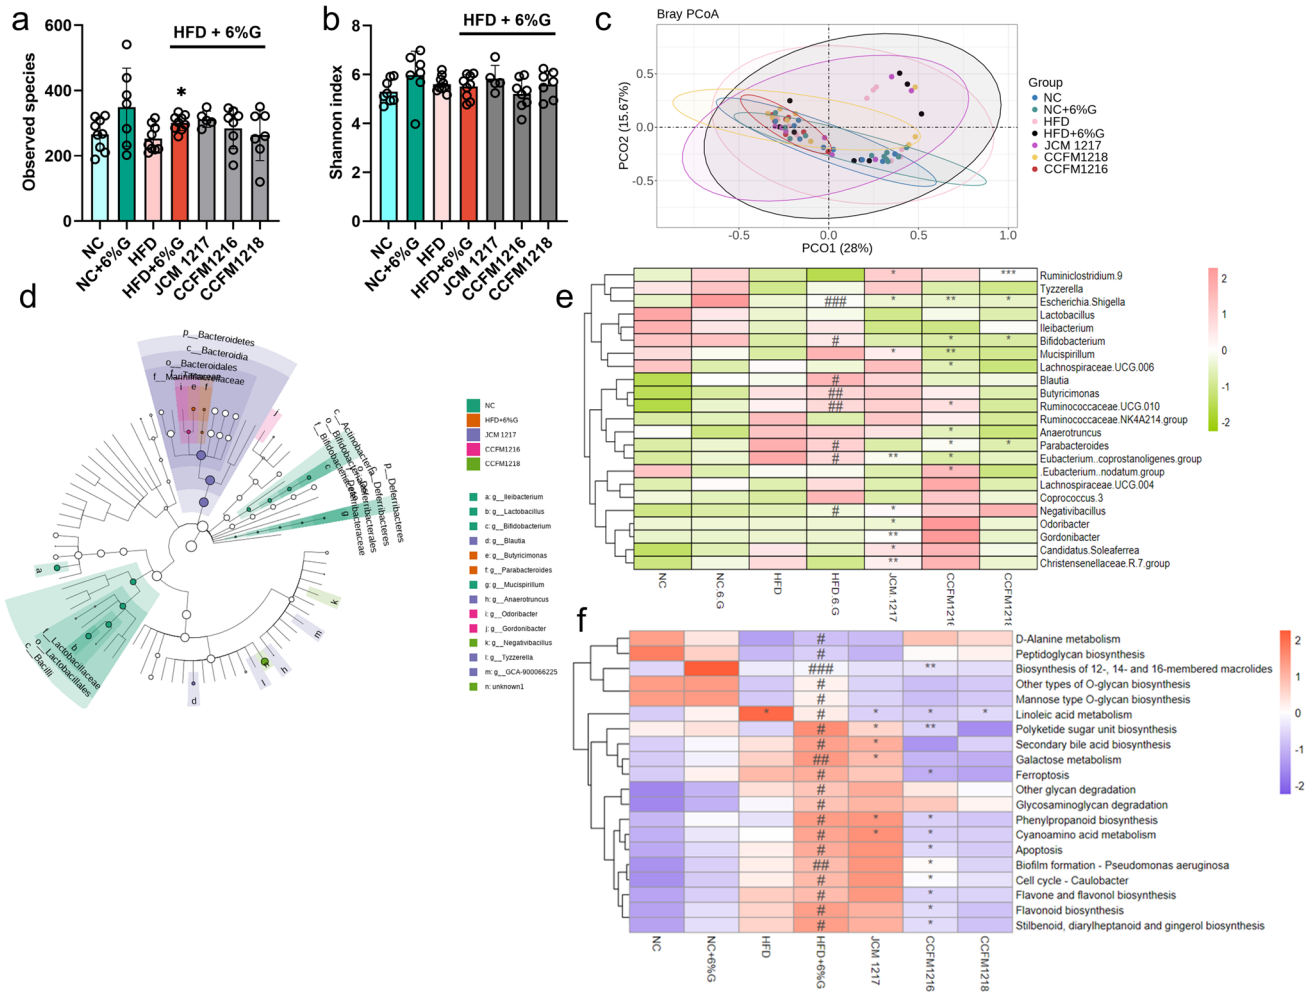 a
HFD + 6%G
Observed species
600
400
200
0
*
NC
NC+6%G
HFD
HFD+6%G
JCM 1217
CCFM1216
CCFM1218
b
HFD + 6%G
Shannon index
8
6
4
2
0
NC
NC+6%G
HFD
HFD+6%G
JCM 1217
CCFM1216
CCFM1218
c
Bray PCoA
PCO2 (15.67%)
0.5
0.0
-0.5
-0.5
0.0
0.5
1.0
PCO1 (28%)
Group
NC
NC+6%G
HFD
HFD+6%G
JCM 1217
CCFM1218
CCFM1216
d
p__Bacteroidetes
c__Bacteroidia
o__Bacteroidales
i
e
f
j
c__Actinobacteria
p__Deferribacteres
c
g
a
f__Lactobacillaceae
o__Lactobacillales
c__Bacilli
b
d
l
h
m
k
NC
HFD+6%G
JCM 1217
CCFM1216
CCFM1218
a: g__Ileibacterium
b: g__Lactobacillus
c: g__Bifidobacterium
d: g__Blautia
e: g__Butyricimonas
f: g__Parabacteroides
g: g__Mucispirillum
h: g__Anaerotruncus
i: g__Odoribacter
j: g__Gordonibacter
k: g__Negativibacillus
l: g__Tyzzerella
m: g__GCA-900066225
n: unknown1
e
* *** Ruminiclostridium.9
Tyzzerella
### * ** * Escherichia.Shigella
Lactobacillus
Ileibacterium
# * * Bifidobacterium
* ** Mucispirillum
* Lachnospiraceae.UCG.006
# Blautia
## Butyricimonas
## * Ruminococcaceae.UCG.010
Ruminococcaceae.NK4A214.group
* Anaerotruncus
# * * Parabacteroides
# ** * Eubacterium..coprostanoligenes.group
* .Eubacterium..nodatum.group
Lachnospiraceae.UCG.004
Coprococcus.3
# * Negativibacillus
* Odoribacter
** Gordonibacter
* Candidatus.Soleaferrea
** Christensenellaceae.R.7.group
NC
NC.6.G
HFD
HFD.6.G
JCM.1217
CCFM1216
CCFM1218
2
1
0
-1
-2
f
# D-Alanine metabolism
# Peptidoglycan biosynthesis
### ** Biosynthesis of 12-, 14- and 16-membered macrolides
# Other types of O-glycan biosynthesis
# Mannose type O-glycan biosynthesis
* # * * * Linoleic acid metabolism
# * ** Polyketide sugar unit biosynthesis
# * Secondary bile acid biosynthesis
## * Galactose metabolism
# * Ferroptosis
# Other glycan degradation
# Glycosaminoglycan degradation
# * * Phenylpropanoid biosynthesis
# * * Cyanoamino acid metabolism
# * Apoptosis
## * Biofilm formation - Pseudomonas aeruginosa
# * Cell cycle - Caulobacter
# * Flavone and flavonol biosynthesis
# * Flavonoid biosynthesis
# * Stilbenoid, diarylheptanoid and gingerol biosynthesis
NC
NC+6%G
HFD
HFD+6%G
JCM 1217
CCFM1216
CCFM1218
2
1
0
-1
-2